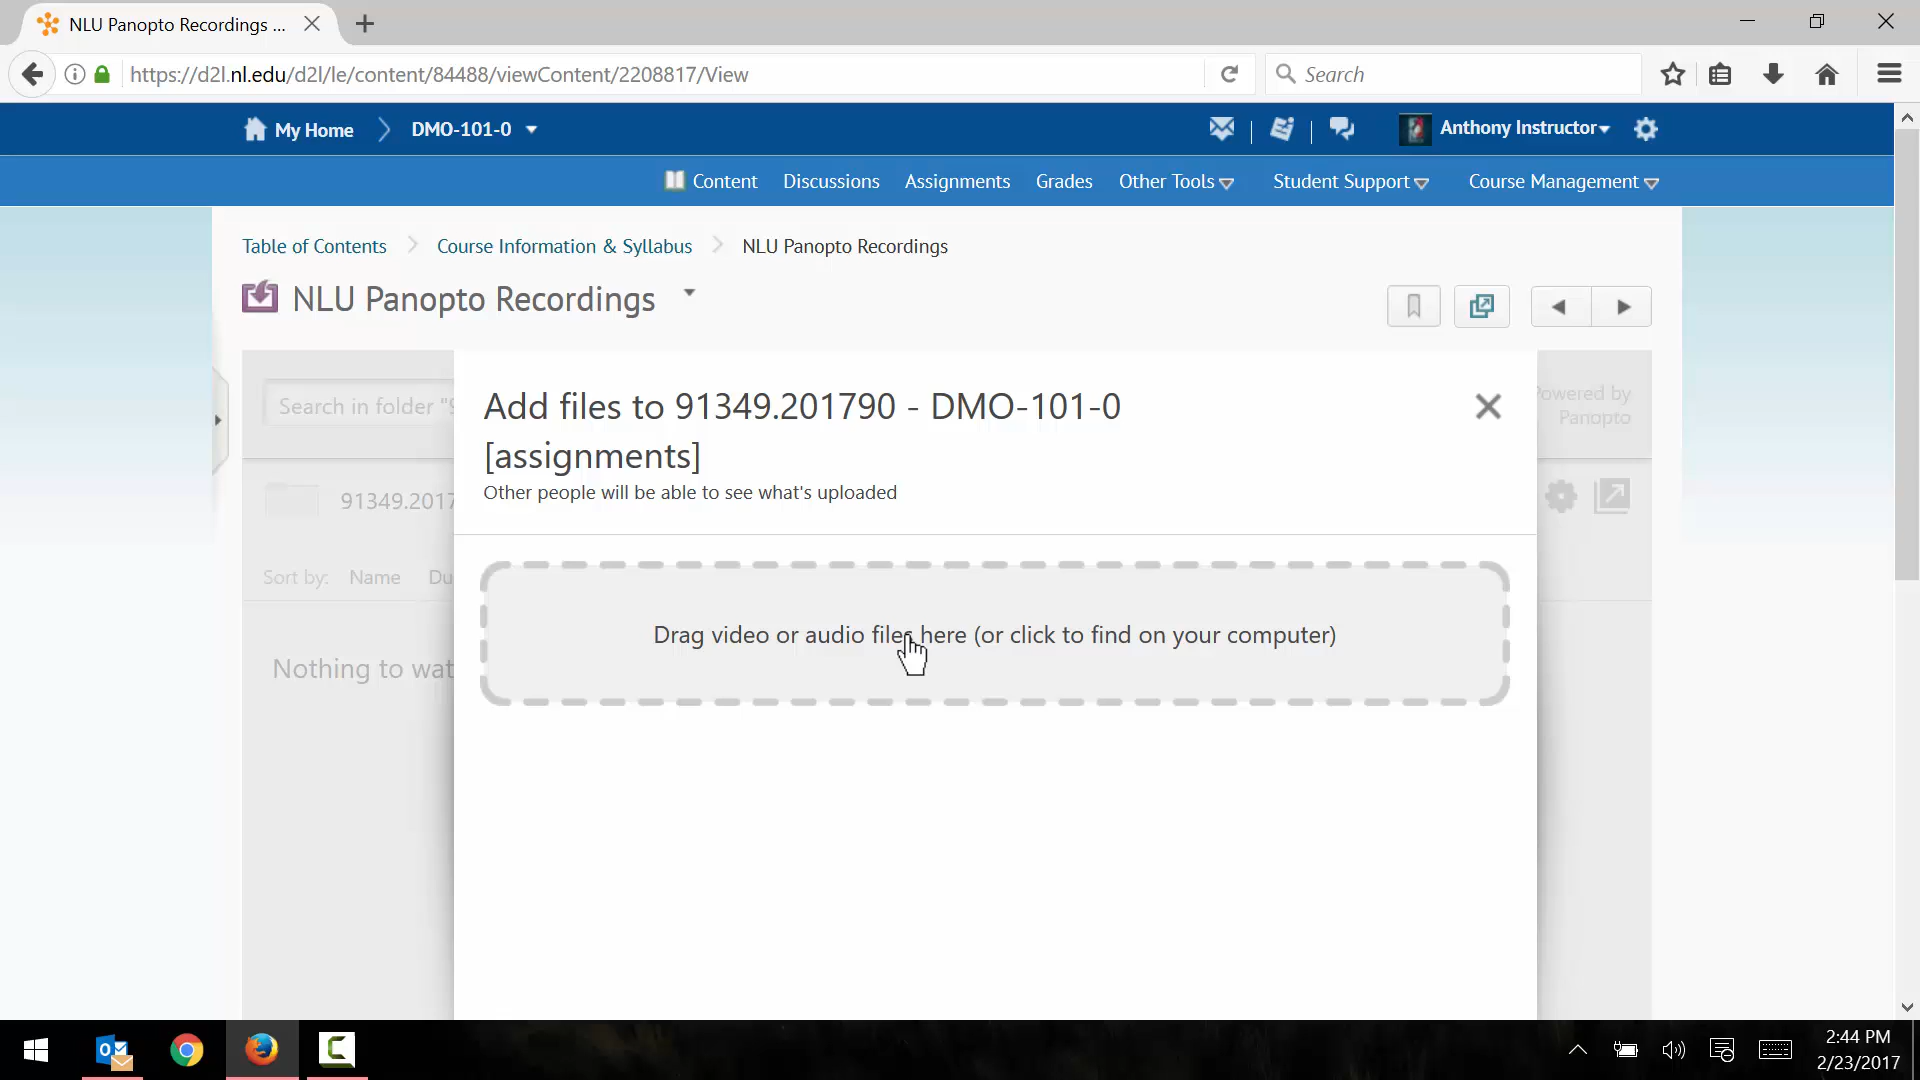 NLU Panopto Recordings ...
https://d2l.nl.edu/d2l/le/content/84488/viewContent/2208817/View
Search
My Home
DMO-101-0
Anthony Instructor
Content
Discussions
Assignments
Grades
Other Tools
Student Support
Course Management
Table of Contents
Course Information & Syllabus
NLU Panopto Recordings
NLU Panopto Recordings
Search in folder "9
Add files to 91349.201790 - DMO-101-0
[assignments]
Other people will be able to see what's uploaded
Powered by
Panopto
91349.2017
Sort by:
Name
Du
Drag video or audio files here (or click to find on your computer)
Nothing to wat
2:44 PM
2/23/2017